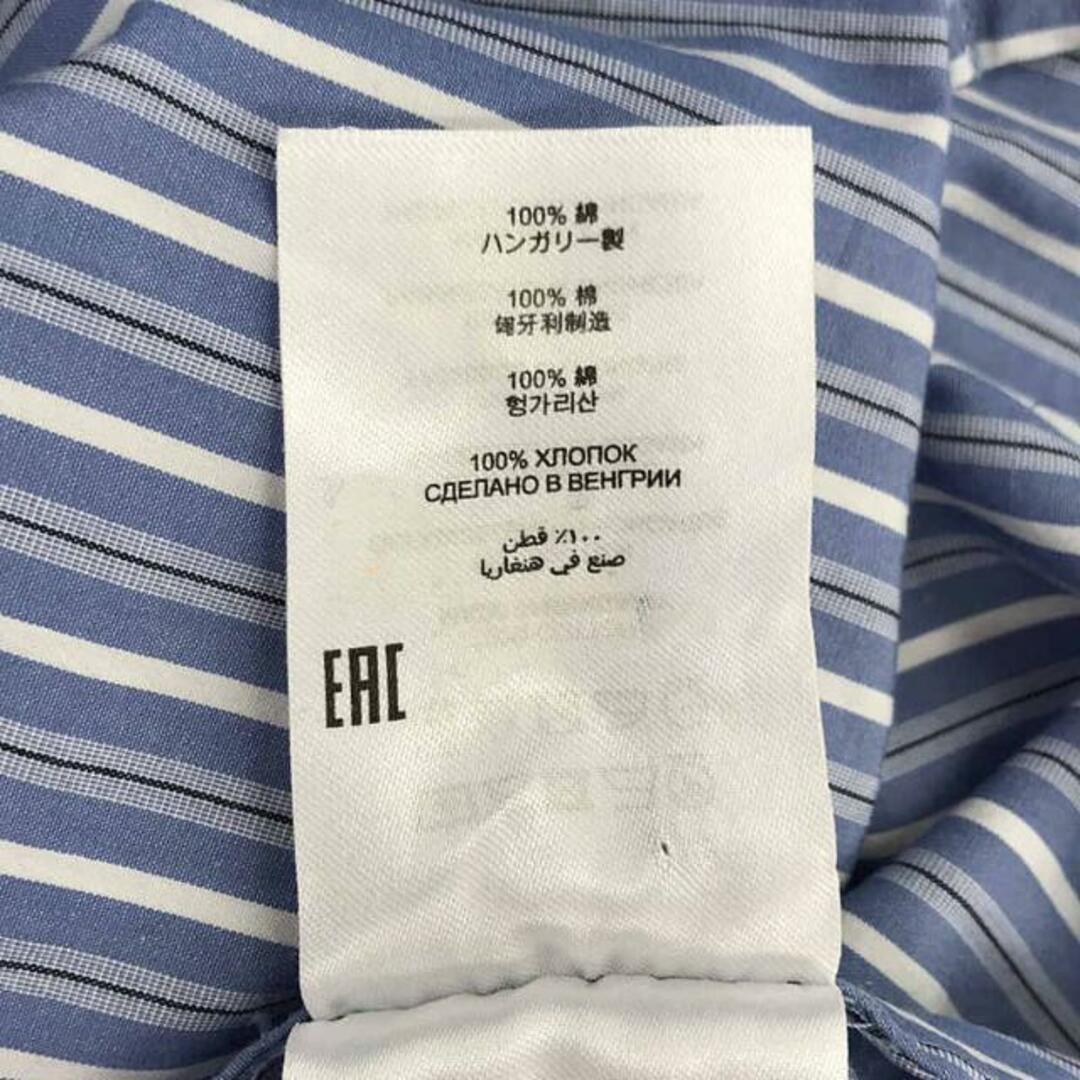 100% 綿
ハンガリー製
100% 棉
匈牙利制造
100% 綿
헝가리산
100% ХЛОПОК
СДЕЛАНО В ВЕНГРИИ
١٠٠٪ قطن
صنع في هنغاريا
EAC